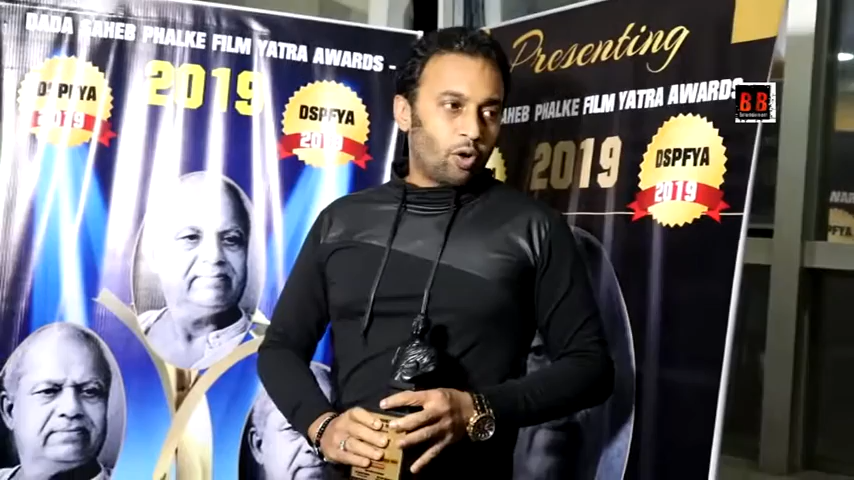 DADA SAHEB PHALKE FILM YATRA AWARDS -
2019
DSPFYA
2019
DSPFYA
2019
Presenting
SAHEB PHALKE FILM YATRA AWARDS
2019
DSPFYA
2019
BB